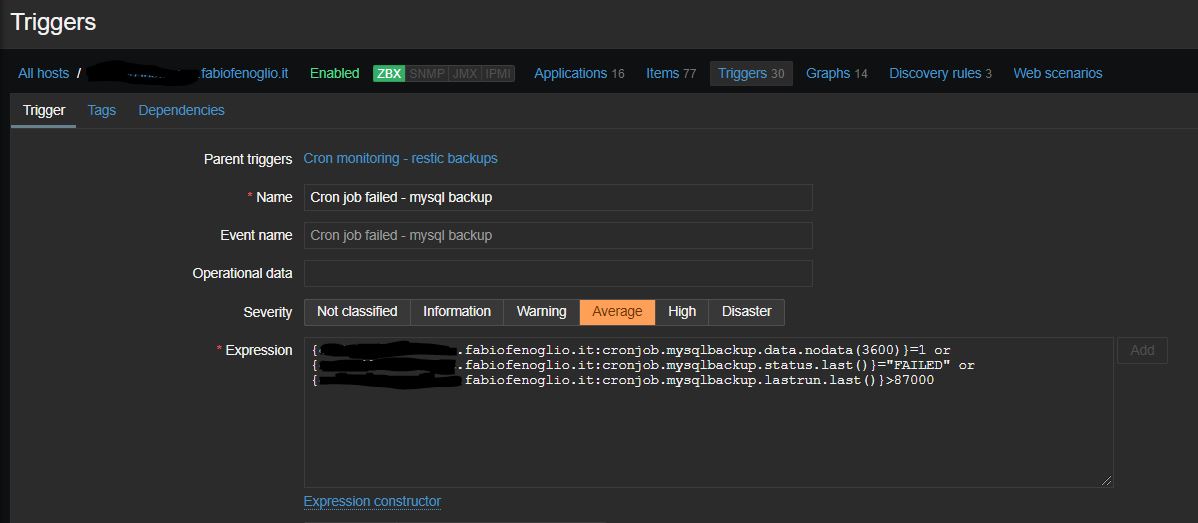 Triggers
All hosts / .fabiofenoglio.it Enabled ZBX SNMP JMX IPMI Applications 16 Items 77 Triggers 30 Graphs 14 Discovery rules 3 Web scenarios
Trigger Tags Dependencies
Parent triggers Cron monitoring - restic backups
* Name Cron job failed - mysql backup
Event name Cron job failed - mysql backup
Operational data
Severity Not classified Information Warning Average High Disaster
* Expression {.fabiofenoglio.it:cronjob.mysqlbackup.data.nodata(3600)}=1 or Add
{.fabiofenoglio.it:cronjob.mysqlbackup.status.last()}="FAILED" or
{fabiofenoglio.it:cronjob.mysqlbackup.lastrun.last()}>87000
Expression constructor